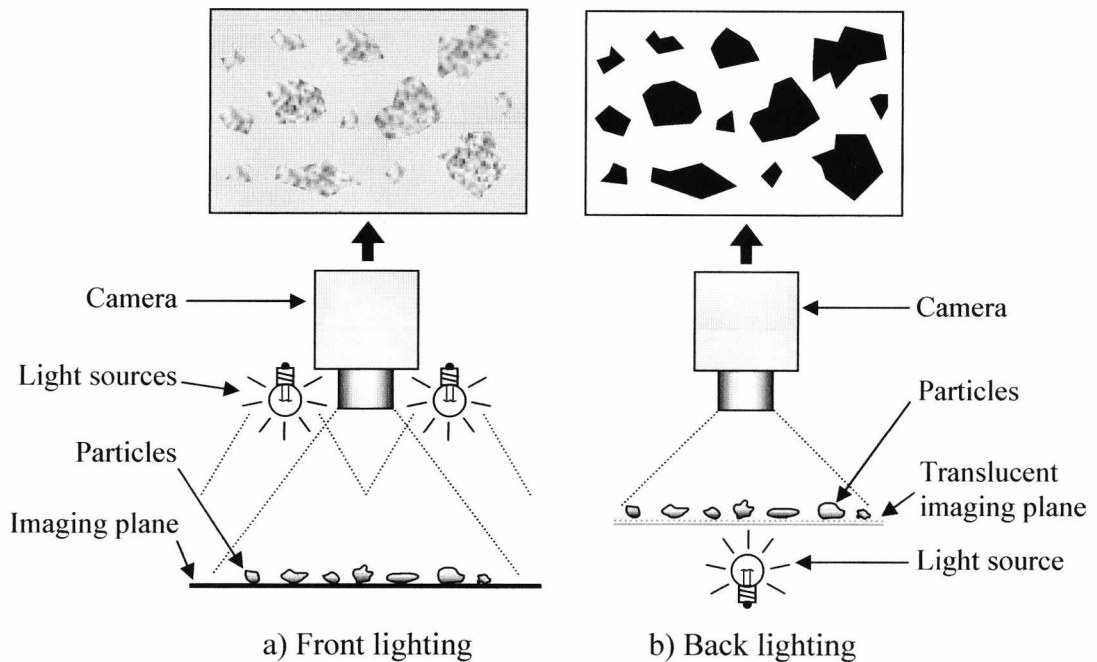 Camera
Light sources
Particles
Imaging plane
a) Front lighting
Camera
Particles
Translucent
imaging plane
Light source
b) Back lighting